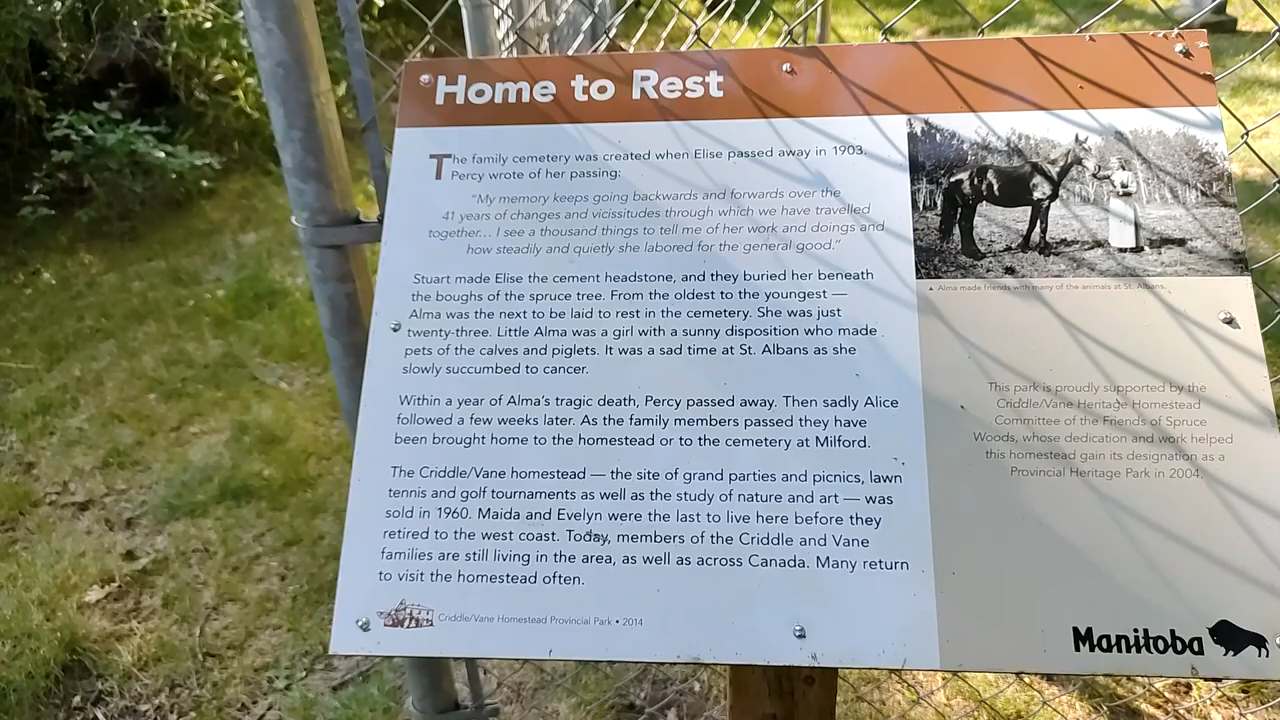 Home to Rest
The family cemetery was created when Elise passed away in 1903.
Percy wrote of her passing:
“My memory keeps going backwards and forwards over the
41 years of changes and vicissitudes through which we have travelled
together... I see a thousand things to tell me of her work and doings and
how steadily and quietly she labored for the general good.”
Stuart made Elise the cement headstone, and they buried her beneath
the boughs of the spruce tree. From the oldest to the youngest —
Alma was the next to be laid to rest in the cemetery. She was just
twenty-three. Little Alma was a girl with a sunny disposition who made
pets of the calves and piglets. It was a sad time at St. Albans as she
slowly succumbed to cancer.
Within a year of Alma’s tragic death, Percy passed away. Then sadly Alice
followed a few weeks later. As the family members passed they have
been brought home to the homestead or to the cemetery at Milford.
The Criddle/Vane homestead — the site of grand parties and picnics, lawn
tennis and golf tournaments as well as the study of nature and art — was
sold in 1960. Maida and Evelyn were the last to live here before they
retired to the west coast. Today, members of the Criddle and Vane
families are still living in the area, as well as across Canada. Many return
to visit the homestead often.
Criddle/Vane Homestead Provincial Park • 2014
▲ Alma made friends with many of the animals at St. Albans.
This park is proudly supported by the
Criddle/Vane Heritage Homestead
Committee of the Friends of Spruce
Woods, whose dedication and work helped
this homestead gain its designation as a
Provincial Heritage Park in 2004.
Manitoba